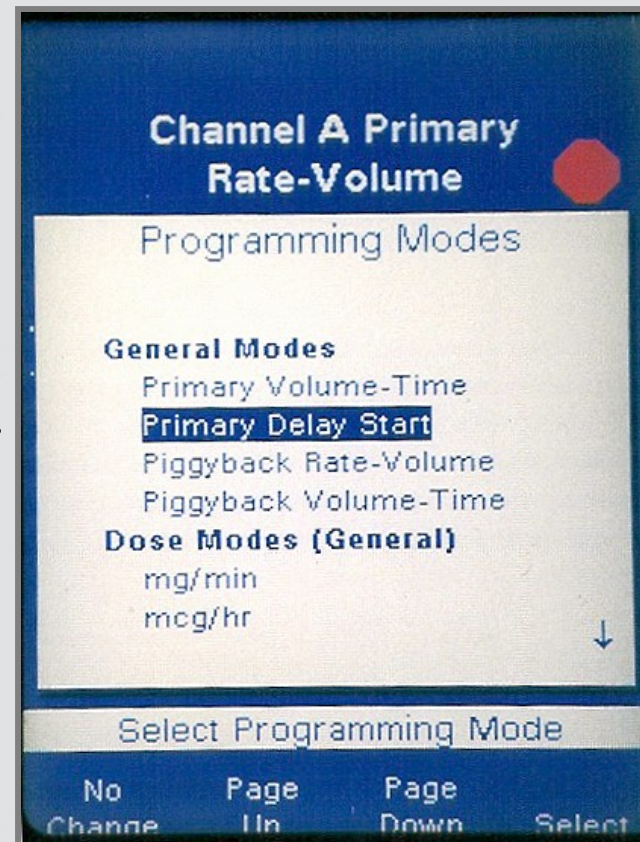 Channel A Primary
Rate-Volume
Programming Modes
General Modes
Primary Volume-Time
Primary Delay Start
Piggyback Rate-Volume
Piggyback Volume-Time
Dose Modes (General)
mg/min
mcg/hr
↓
Select Programming Mode
No Page Page
Change Up Down Select